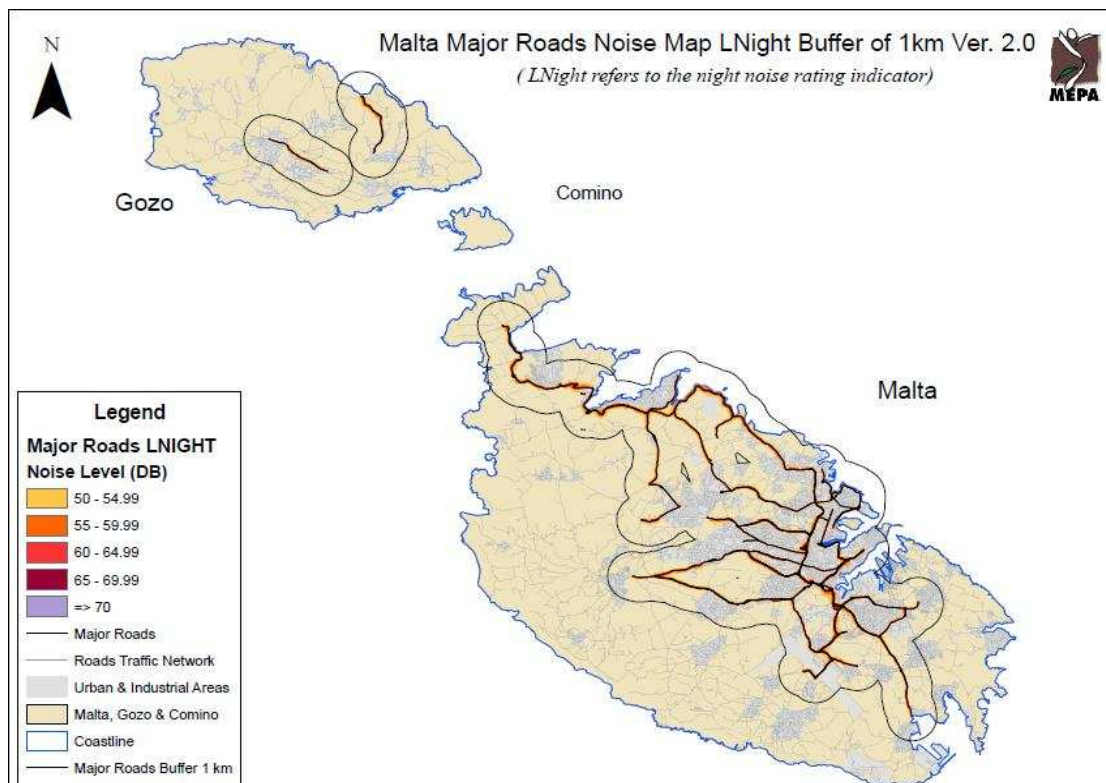 N
Malta Major Roads Noise Map LNight Buffer of 1km Ver. 2.0
( LNight refers to the night noise rating indicator)
MEPA
Gozo
Comino
Malta
Legend
Major Roads LNIGHT
Noise Level (DB)
50 - 54.99
55 - 59.99
60 - 64.99
65 - 69.99
=> 70
Major Roads
Roads Traffic Network
Urban & Industrial Areas
Malta, Gozo & Comino
Coastline
Major Roads Buffer 1 km